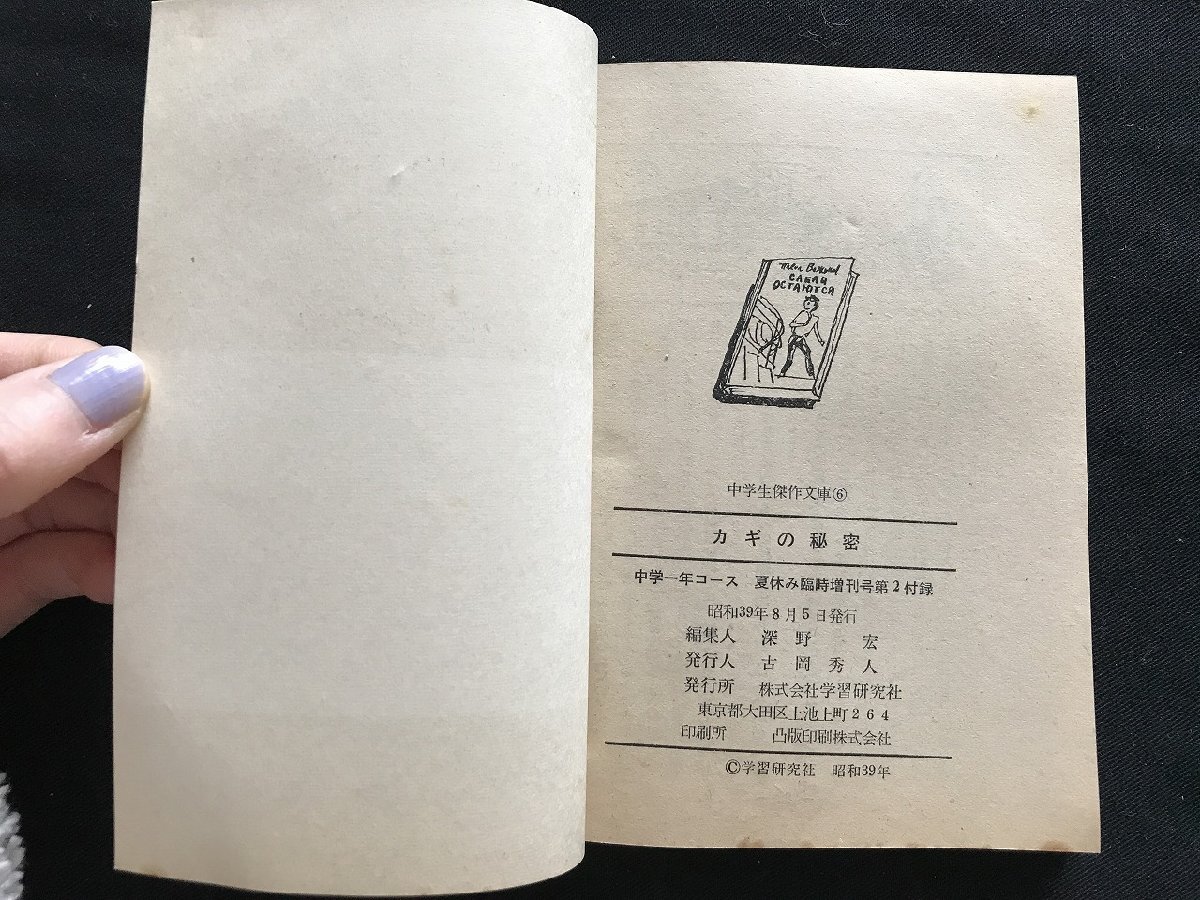 САБЛИ
ОСТАЮТСЯ
中学生傑作文庫⑥
カギの秘密
中学一年コース 夏休み臨時増刊号第2付録
昭和39年8月5日発行
編集人 深野 宏
発行人 古岡秀人
発行所 株式会社学習研究社
東京都大田区上池上町264
印刷所 凸版印刷株式会社
©学習研究社 昭和39年